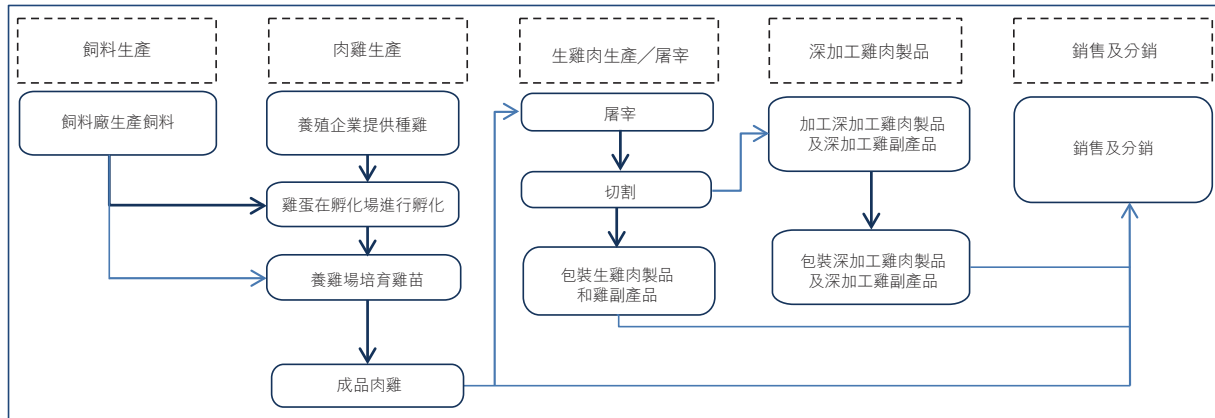 飼料生產
肉雞生產
生雞肉生產／屠宰
深加工雞肉製品
銷售及分銷
飼料廠生產飼料
養殖企業提供種雞
雞蛋在孵化場進行孵化
養雞場培育雞苗
成品肉雞
屠宰
切割
包裝生雞肉製品
和雞副產品
加工深加工雞肉製品
及深加工雞副產品
包裝深加工雞肉製品
及深加工雞副產品
銷售及分銷